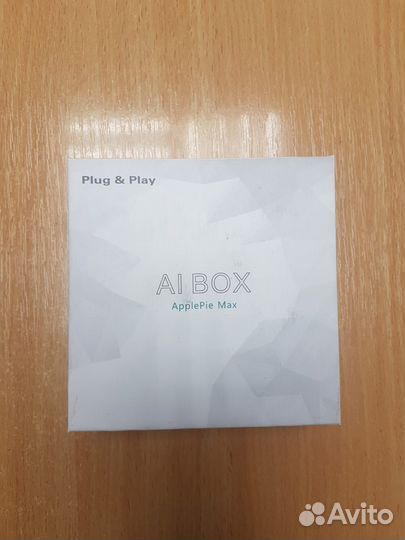 Plug & Play
AI BOX
ApplePie Max
Avito